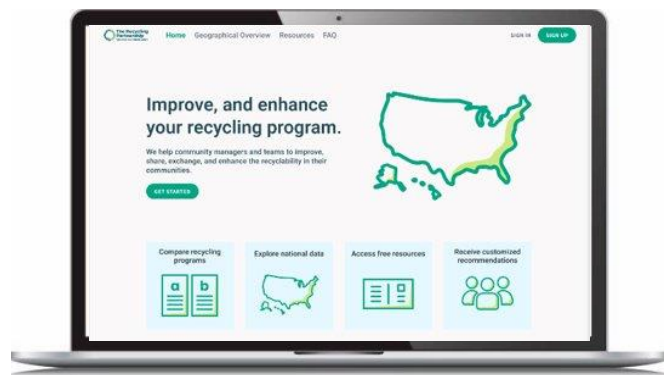 The Recycling
Partnership
Home Geographical Overview Resources FAQ
SIGN IN SIGN UP
Improve, and enhance
your recycling program.
We help community managers and teams to improve,
share, exchange, and enhance the recyclability in their
communities.
GET STARTED
Compare recycling
programs
a b
Explore national data
Access free resources
Receive customized
recommendations